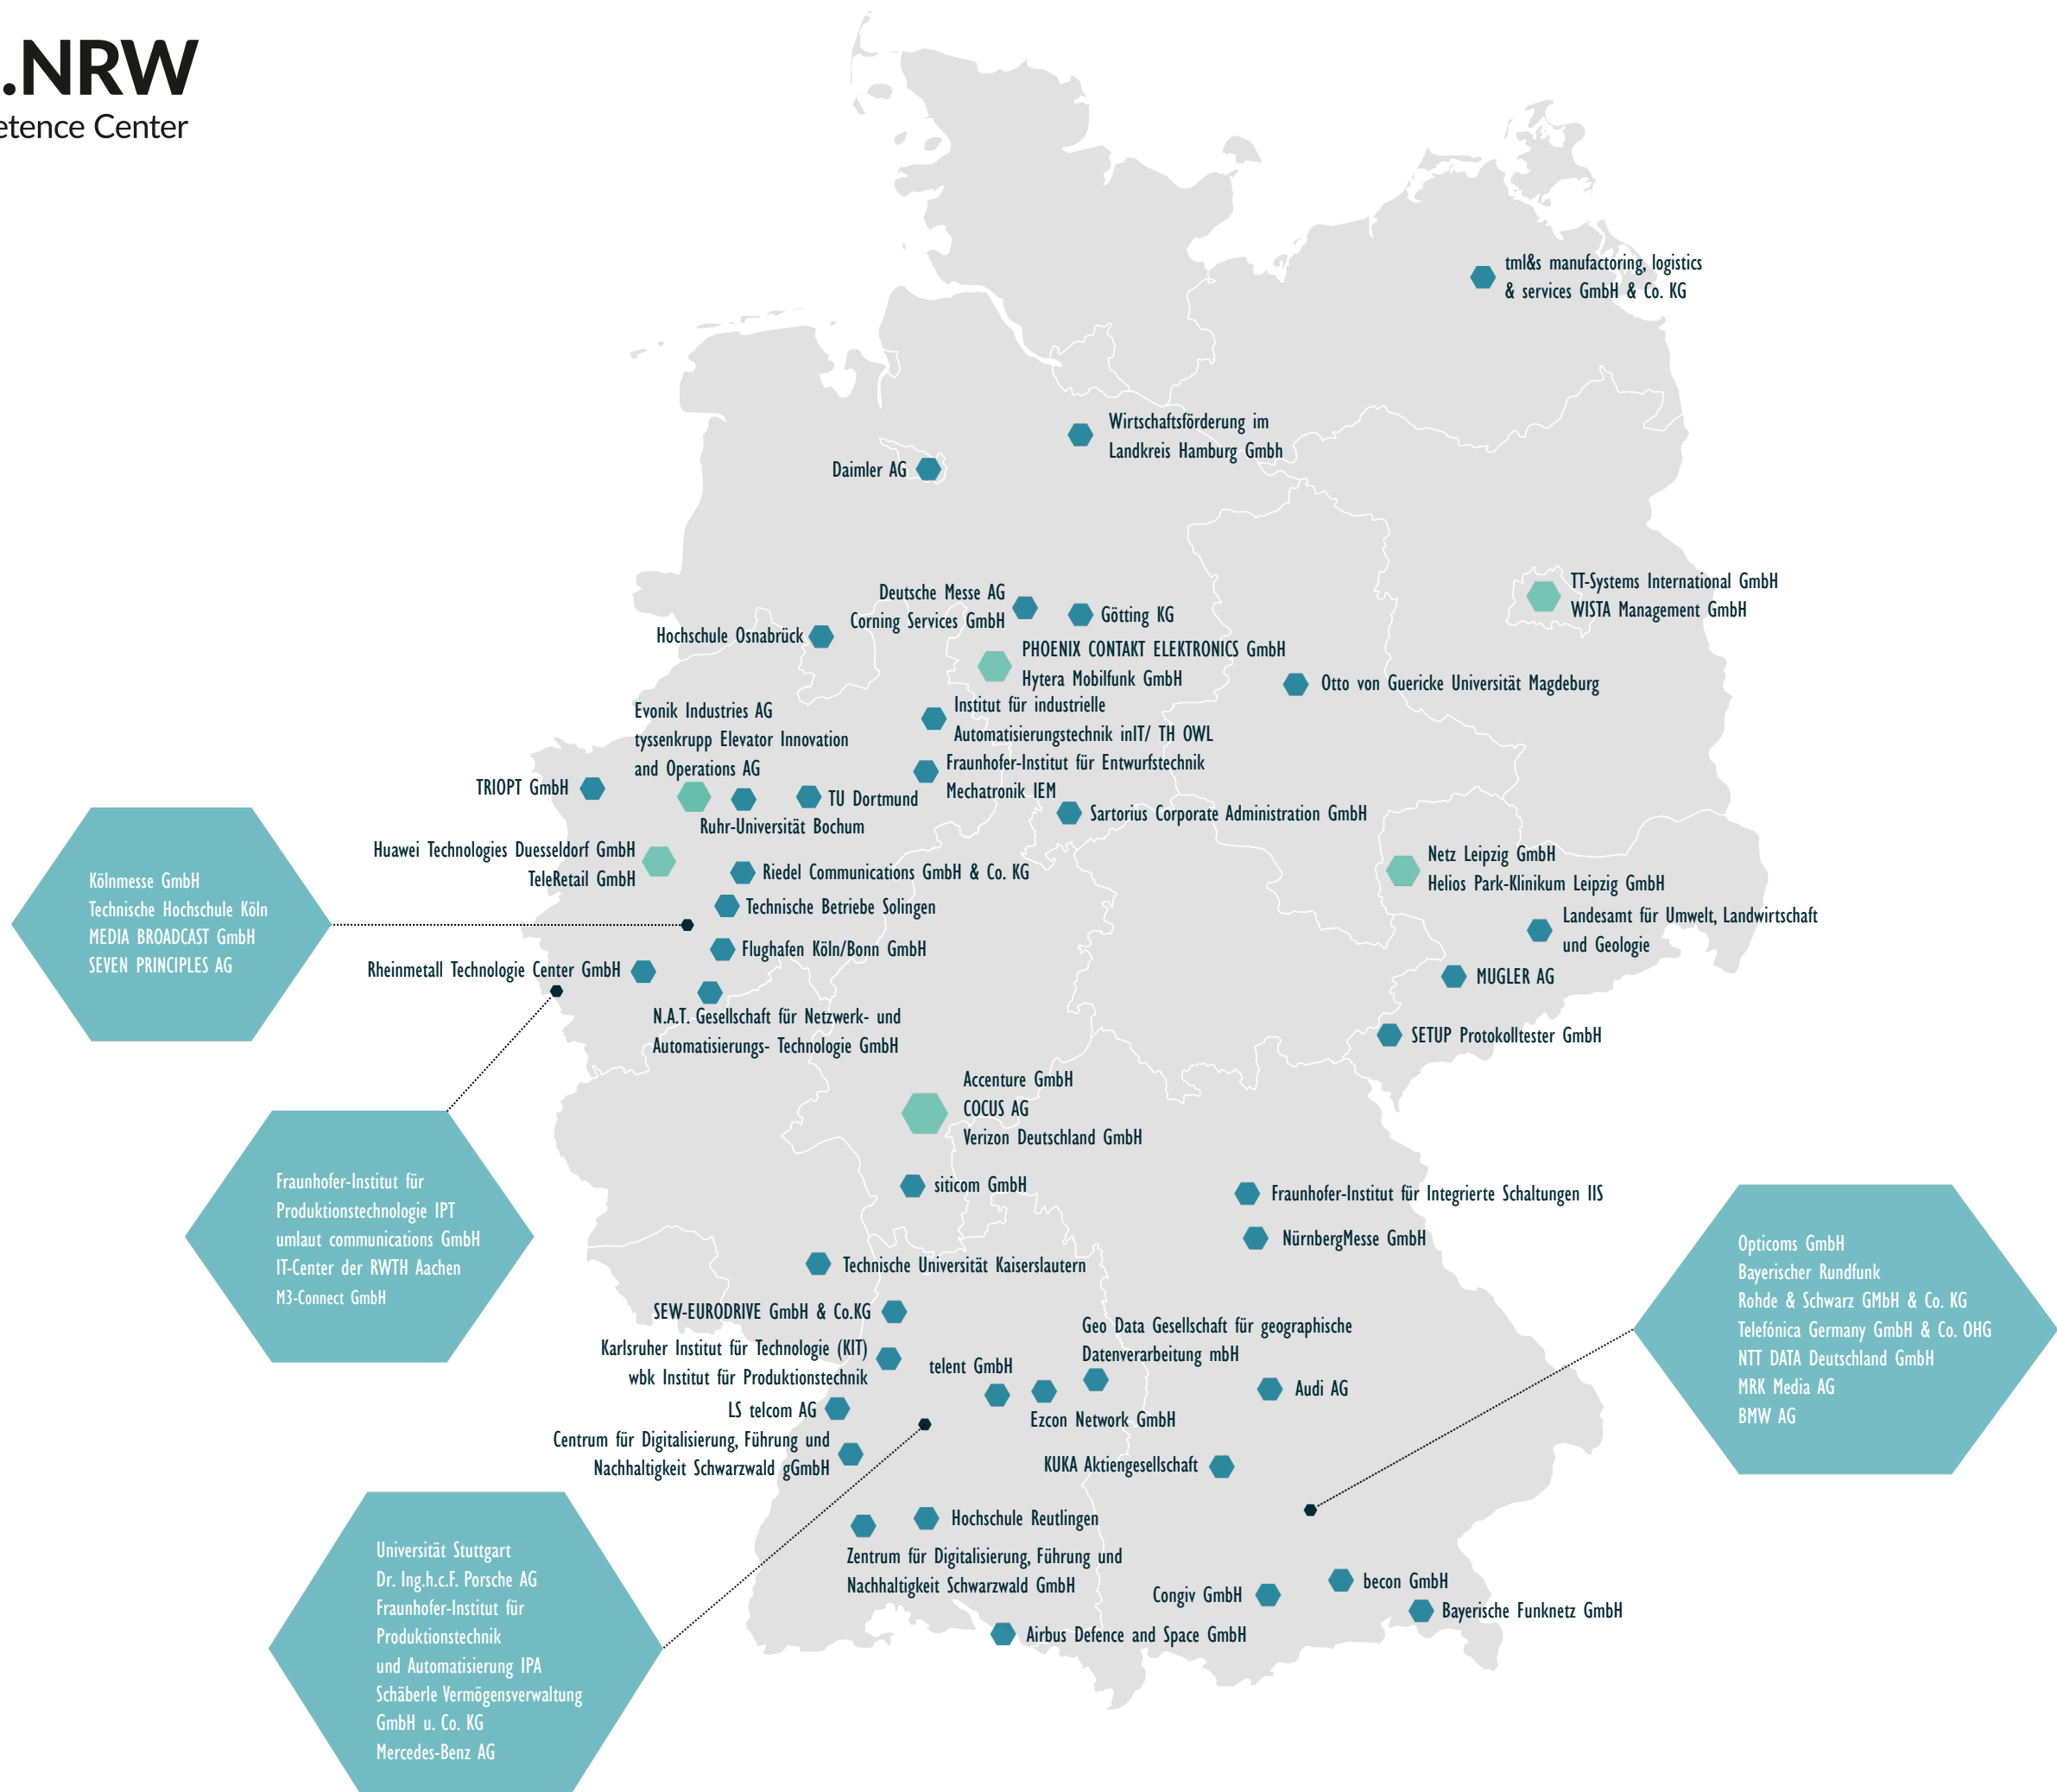 .NRW
etence Center
tml&s manufactoring, logistics
& services GmbH & Co. KG
Wirtschaftsförderung im
Landkreis Hamburg Gmbh
Daimler AG
TT-Systems International GmbH
WISTA Management GmbH
Deutsche Messe AG
Corning Services GmbH
Götting KG
Hochschule Osnabrück
PHOENIX CONTAKT ELEKTRONICS GmbH
Hytera Mobilfunk GmbH
Otto von Guericke Universität Magdeburg
Institut für industrielle
Automatisierungstechnik inIT/ TH OWL
Evonik Industries AG
tyssenkrupp Elevator Innovation
and Operations AG
Fraunhofer-Institut für Entwurfstechnik
Mechatronik IEM
TRIOPT GmbH
TU Dortmund
Ruhr-Universität Bochum
Sartorius Corporate Administration GmbH
Huawei Technologies Duesseldorf GmbH
TeleRetail GmbH
Netz Leipzig GmbH
Helios Park-Klinikum Leipzig GmbH
Riedel Communications GmbH & Co. KG
Technische Betriebe Solingen
Landesamt für Umwelt, Landwirtschaft
und Geologie
Kölnmesse GmbH
Technische Hochschule Köln
MEDIA BROADCAST GmbH
SEVEN PRINCIPLES AG
Flughafen Köln/Bonn GmbH
Rheinmetall Technologie Center GmbH
MUGLER AG
N.A.T. Gesellschaft für Netzwerk- und
Automatisierungs- Technologie GmbH
SETUP Protokolltester GmbH
Accenture GmbH
COCUS AG
Verizon Deutschland GmbH
siticom GmbH
Fraunhofer-Institut für Integrierte Schaltungen IIS
NürnbergMesse GmbH
Fraunhofer-Institut für
Produktionstechnologie IPT
umlaut communications GmbH
IT-Center der RWTH Aachen
M3-Connect GmbH
Technische Universität Kaiserslautern
SEW-EURODRIVE GmbH & Co.KG
Karlsruher Institut für Technologie (KIT)
wbk Institut für Produktionstechnik
telent GmbH
Geo Data Gesellschaft für geographische
Datenverarbeitung mbH
Audi AG
LS telcom AG
Ezcon Network GmbH
Centrum für Digitalisierung, Führung und
Nachhaltigkeit Schwarzwald gGmbH
KUKA Aktiengesellschaft
Opticoms GmbH
Bayerischer Rundfunk
Rohde & Schwarz GMbH & Co. KG
Telefónica Germany GmbH & Co. OHG
NTT DATA Deutschland GmbH
MRK Media AG
BMW AG
Hochschule Reutlingen
Zentrum für Digitalisierung, Führung und
Nachhaltigkeit Schwarzwald GmbH
Congiv GmbH
becon GmbH
Bayerische Funknetz GmbH
Airbus Defence and Space GmbH
Universität Stuttgart
Dr. Ing.h.c.F. Porsche AG
Fraunhofer-Institut für
Produktionstechnik
und Automatisierung IPA
Schäberle Vermögensverwaltung
GmbH u. Co. KG
Mercedes-Benz AG